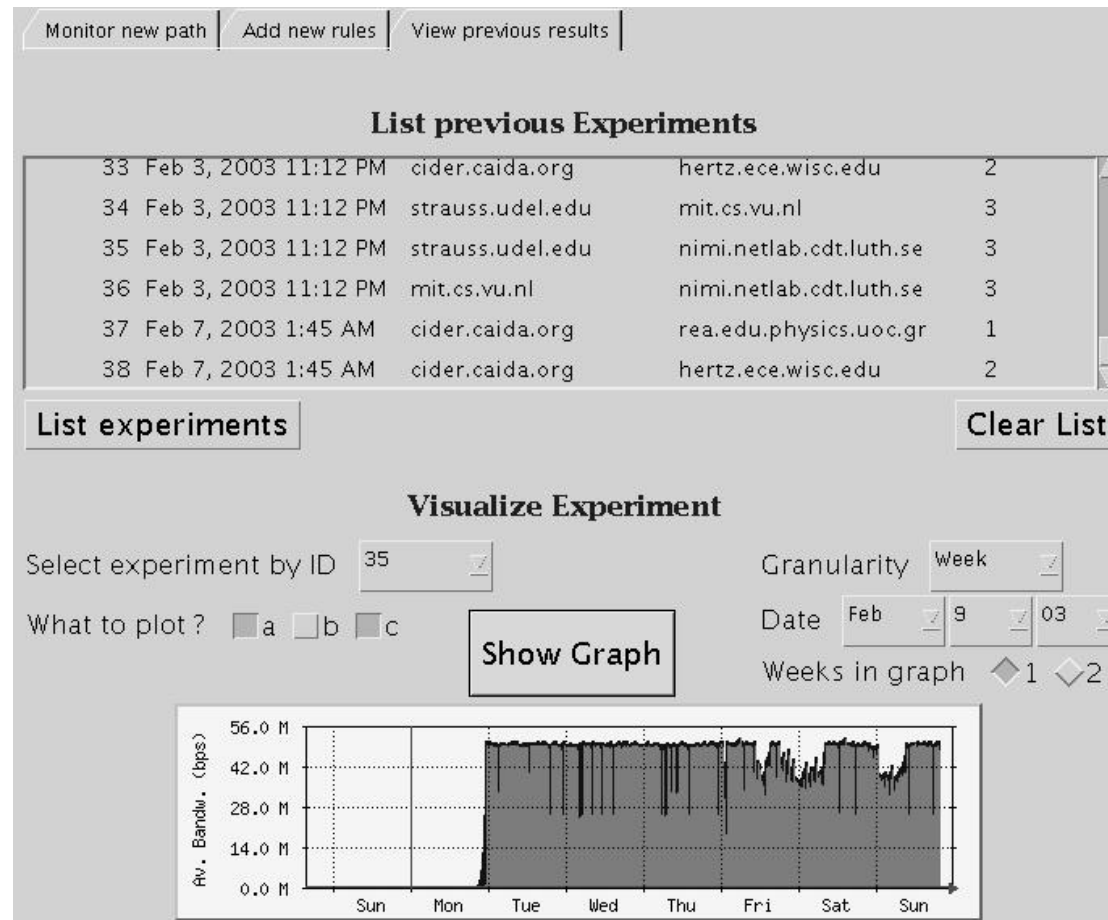 Monitor new path Add new rules View previous results
List previous Experiments
33 Feb 3, 2003 11:12 PM cider.caida.org hertz.ece.wisc.edu 2
34 Feb 3, 2003 11:12 PM strauss.udel.edu mit.cs.vu.nl 3
35 Feb 3, 2003 11:12 PM strauss.udel.edu nimi.netlab.cdt.luth.se 3
36 Feb 3, 2003 11:12 PM mit.cs.vu.nl nimi.netlab.cdt.luth.se 3
37 Feb 7, 2003 1:45 AM cider.caida.org rea.edu.physics.uoc.gr 1
38 Feb 7, 2003 1:45 AM cider.caida.org hertz.ece.wisc.edu 2
List experiments Clear List
Visualize Experiment
Select experiment by ID 35 Granularity Week
What to plot ? a b c Show Graph Date Feb 9 03
Weeks in graph 1 2
Av. Bandw. (bps)
56.0 M
42.0 M
28.0 M
14.0 M
0.0 M
Sun Mon Tue Wed Thu Fri Sat Sun